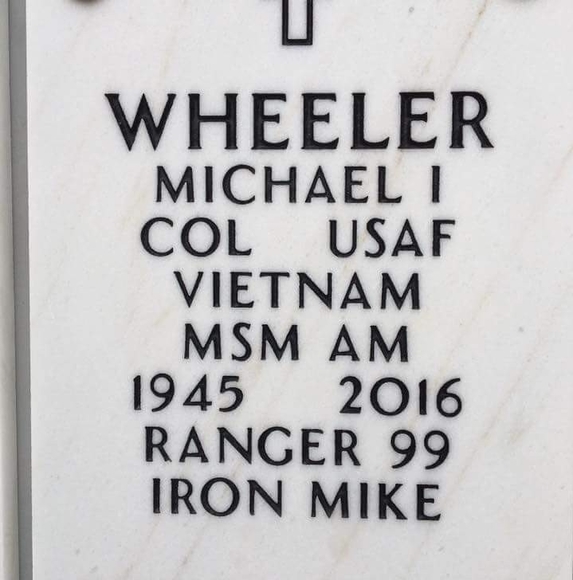 WHEELER
MICHAEL I
COL USAF
VIETNAM
MSM AM
1945 2016
RANGER 99
IRON MIKE